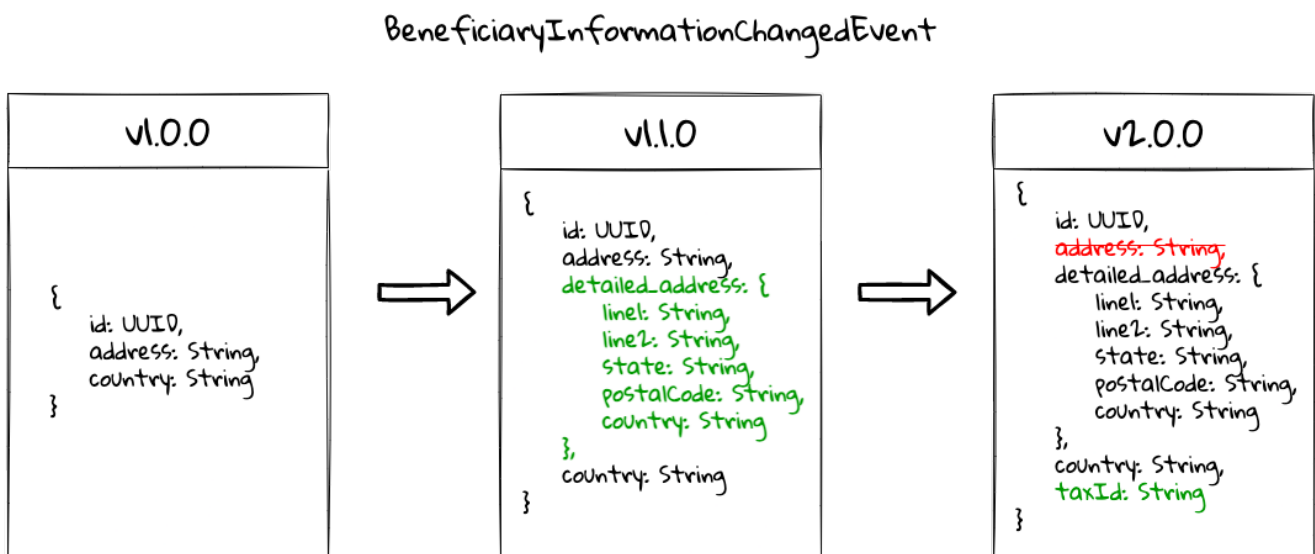 BeneficiaryInformationChangedEvent
v1.0.0
{
id: UUID,
address: String,
country: String
}
v1.1.0
{
id: UUID,
address: String,
detailed_address: {
line1: String,
line2: String,
state: String,
postalCode: String,
country: String
},
country: String
}
v2.0.0
{
id: UUID,
address: String,
detailed_address: {
line1: String,
line2: String,
state: String,
postalCode: String,
country: String
},
country: String,
taxId: String
}